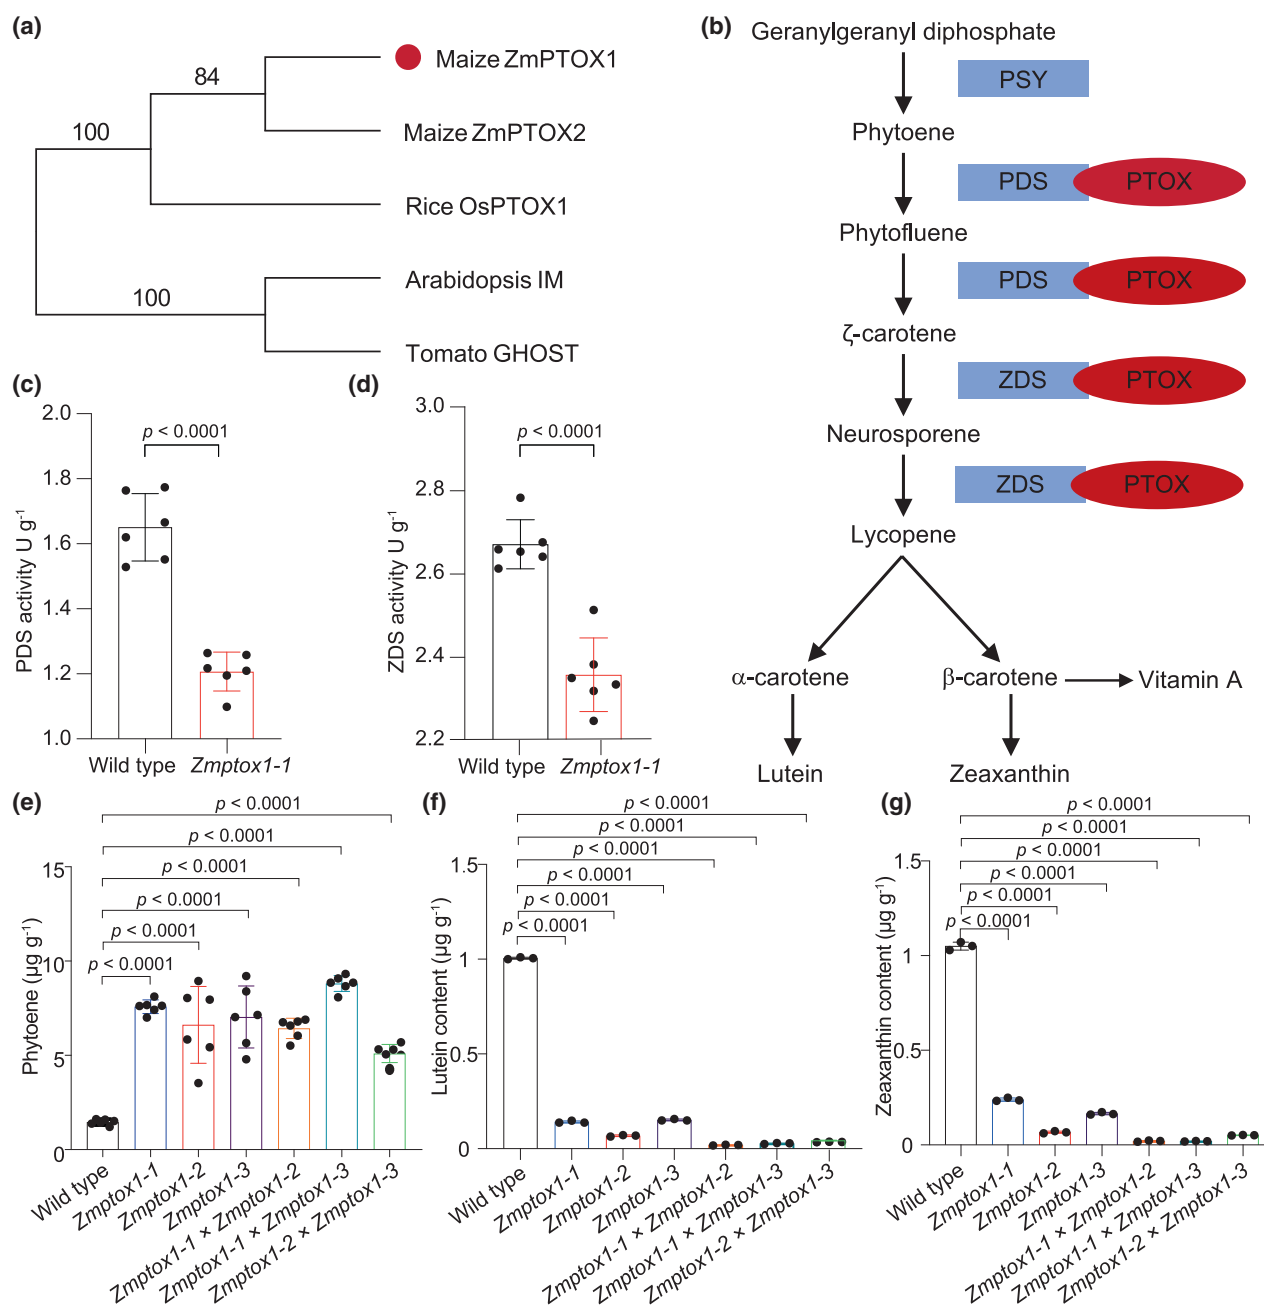 (a)
84
100
100
Maize ZmPTOX1
Maize ZmPTOX2
Rice OsPTOX1
Arabidopsis IM
Tomato GHOST
(b)
Geranylgeranyl diphosphate
PSY
Phytoene
PDS PTOX
Phytofluene
PDS PTOX
ζ-carotene
ZDS PTOX
Neurosporene
ZDS PTOX
Lycopene
α-carotene
β-carotene
Vitamin A
Lutein
Zeaxanthin
(c)
PDS activity U g⁻¹
2.0
1.8
1.6
1.4
1.2
1.0
p < 0.0001
Wild type
Zmptox1-1
(d)
ZDS activity U g⁻¹
3.0
2.8
2.6
2.4
2.2
p < 0.0001
Wild type
Zmptox1-1
(e)
Phytoene (µg g⁻¹)
15
10
5
0
p < 0.0001
p < 0.0001
p < 0.0001
p < 0.0001
p < 0.0001
p < 0.0001
Wild type
Zmptox1-1
Zmptox1-2
Zmptox1-3
Zmptox1-1 × Zmptox1-2
Zmptox1-1 × Zmptox1-3
Zmptox1-2 × Zmptox1-3
(f)
Lutein content (µg g⁻¹)
1.5
1
0.5
0
p < 0.0001
p < 0.0001
p < 0.0001
p < 0.0001
p < 0.0001
p < 0.0001
Wild type
Zmptox1-1
Zmptox1-2
Zmptox1-3
Zmptox1-1 × Zmptox1-2
Zmptox1-1 × Zmptox1-3
Zmptox1-2 × Zmptox1-3
(g)
Zeaxanthin content (µg g⁻¹)
1.5
1
0.5
0
p < 0.0001
p < 0.0001
p < 0.0001
p < 0.0001
p < 0.0001
p < 0.0001
Wild type
Zmptox1-1
Zmptox1-2
Zmptox1-3
Zmptox1-1 × Zmptox1-2
Zmptox1-1 × Zmptox1-3
Zmptox1-2 × Zmptox1-3